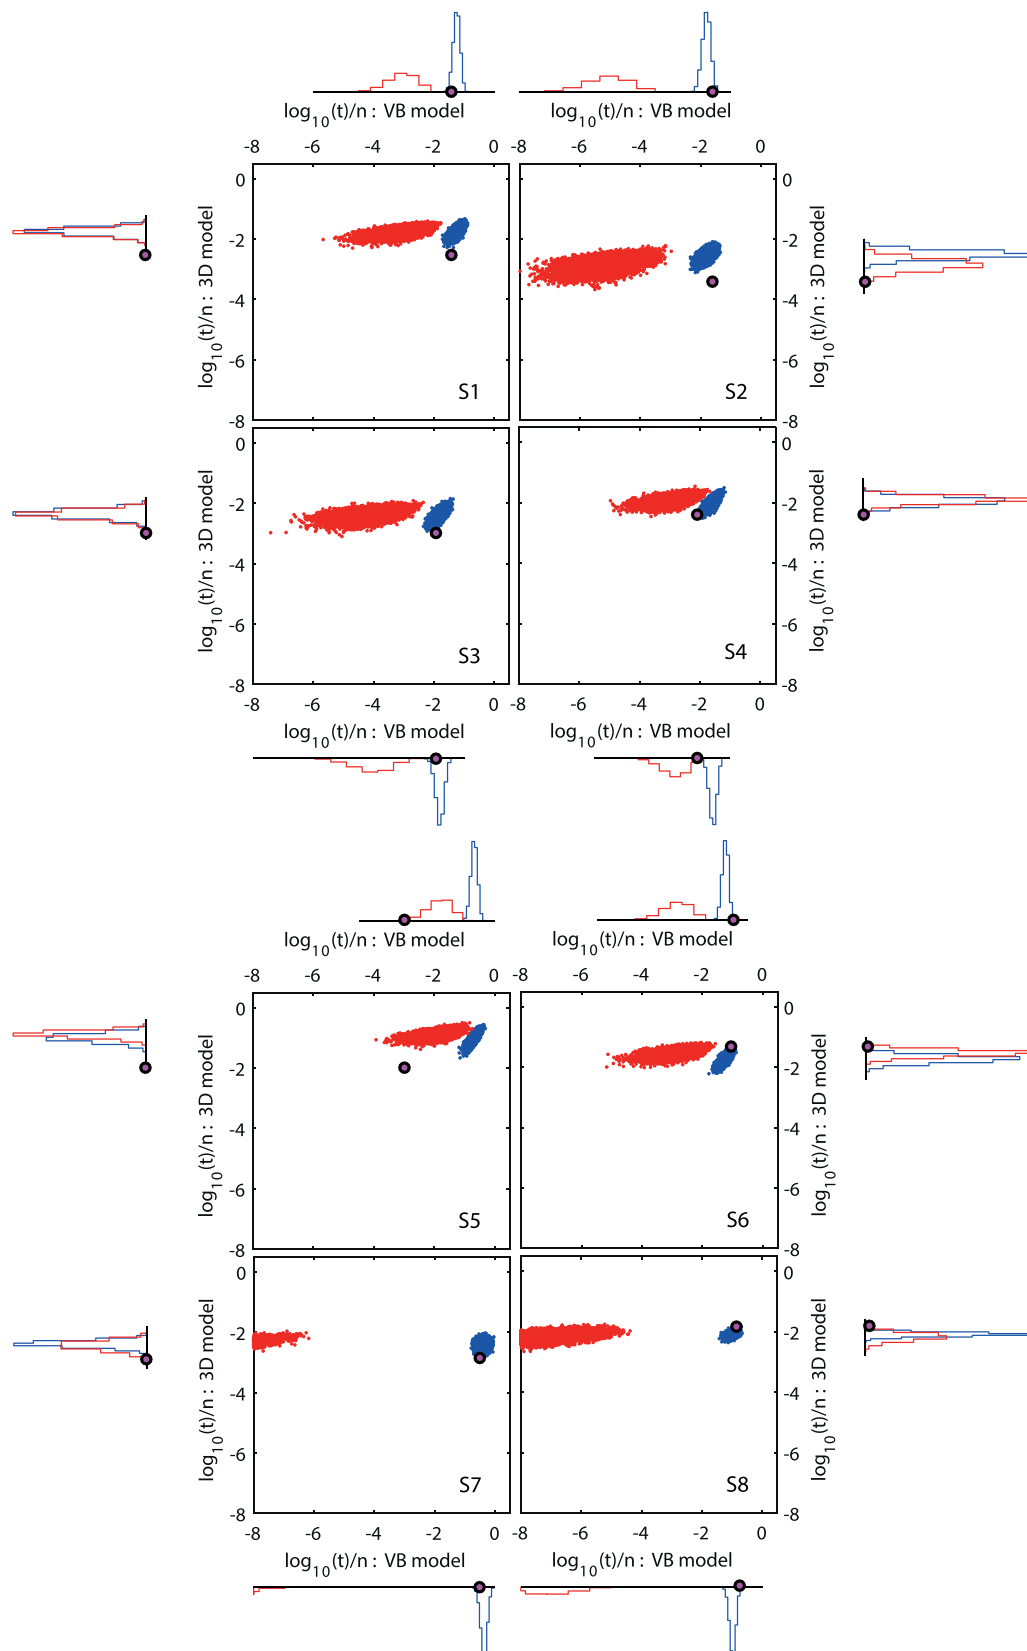 log10(t)/n : VB model log10(t)/n : VB model
-8 -6 -4 -2 0 -8 -6 -4 -2 0
0 0
-2 -2
-4 -4
-6 -6
-8 -8
log10(t)/n : 3D model
log10(t)/n : 3D model
S1 S2
0 0
-2 -2
-4 -4
-6 -6
-8 -8
log10(t)/n : 3D model
log10(t)/n : 3D model
S3 S4
-8 -6 -4 -2 0 -8 -6 -4 -2 0
log10(t)/n : VB model log10(t)/n : VB model
log10(t)/n : VB model log10(t)/n : VB model
-8 -6 -4 -2 0 -8 -6 -4 -2 0
0 0
-2 -2
-4 -4
-6 -6
-8 -8
log10(t)/n : 3D model
log10(t)/n : 3D model
S5 S6
0 0
-2 -2
-4 -4
-6 -6
-8 -8
log10(t)/n : 3D model
log10(t)/n : 3D model
S7 S8
-8 -6 -4 -2 0 -8 -6 -4 -2 0
log10(t)/n : VB model log10(t)/n : VB model